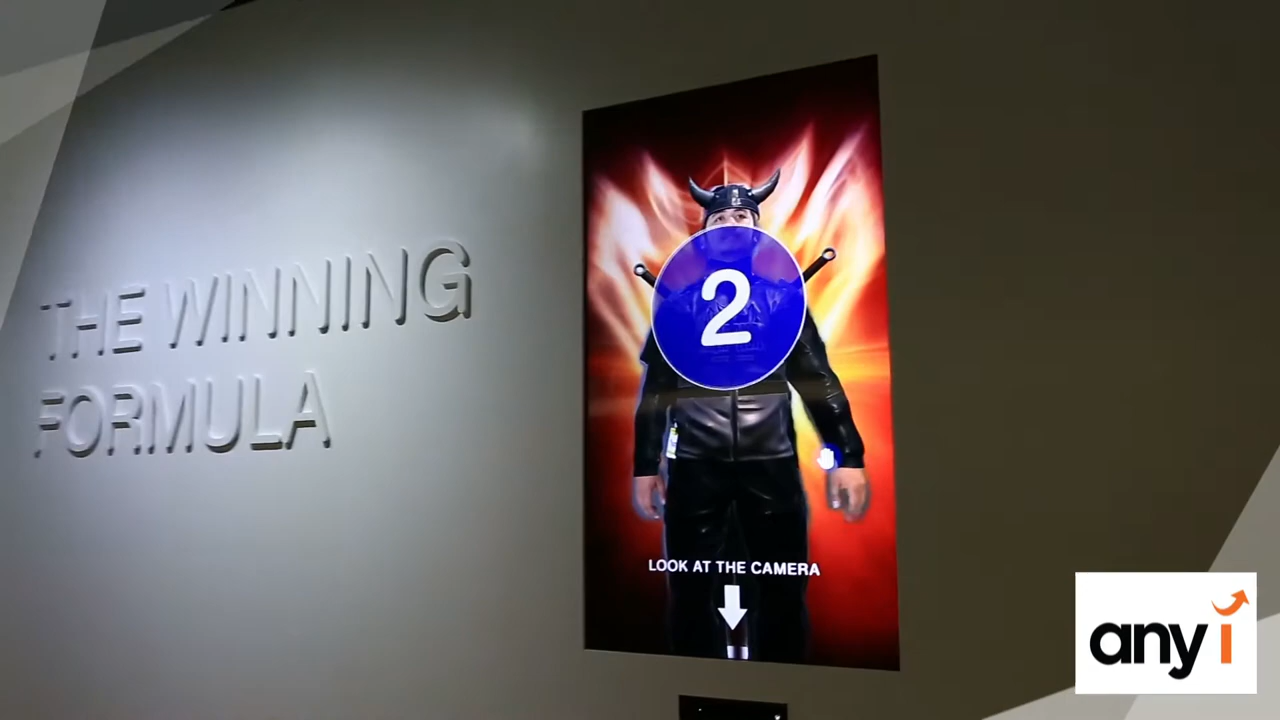 THE WINNING
FORMULA
2
LOOK AT THE CAMERA
any i